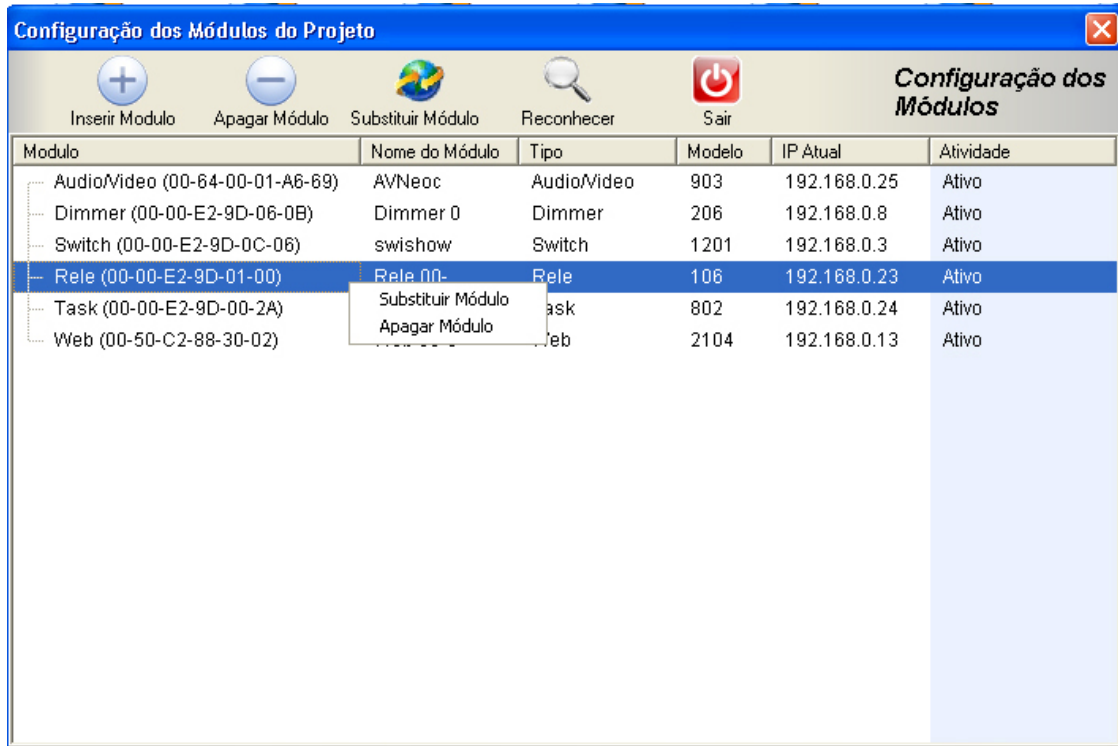 Configuração dos Módulos do Projeto
Inserir Modulo Apagar Módulo Substituir Módulo Reconhecer Sair
Configuração dos
Módulos
Modulo Nome do Módulo Tipo Modelo IP Atual Atividade
Audio/Video (00-64-00-01-A6-69) AVNeoc Audio/Video 903 192.168.0.25 Ativo
Dimmer (00-00-E2-9D-06-0B) Dimmer 0 Dimmer 206 192.168.0.8 Ativo
Switch (00-00-E2-9D-0C-06) swishow Switch 1201 192.168.0.3 Ativo
Rele (00-00-E2-9D-01-00) Rele 00- Rele 106 192.168.0.23 Ativo
Substituir Módulo
Task (00-00-E2-9D-00-2A) ask 802 192.168.0.24 Ativo
Apagar Módulo
Web (00-50-C2-88-30-02) 2104 192.168.0.13 Ativo